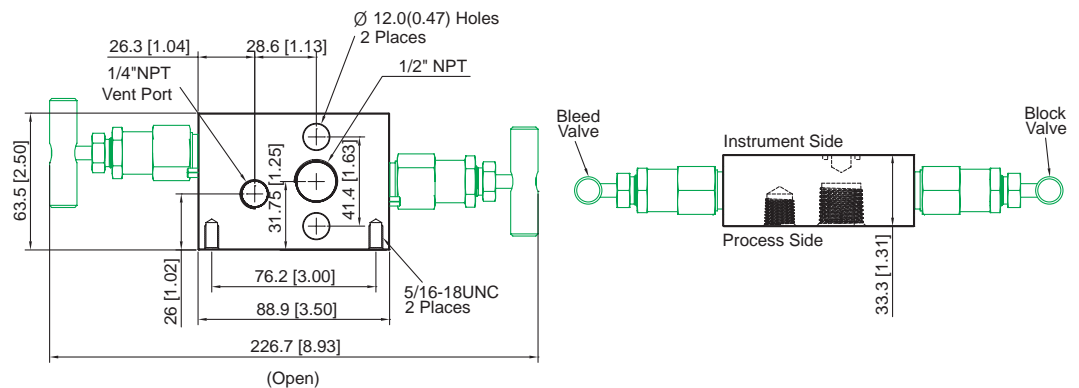 Ø 12.0(0.47) Holes
2 Places
26.3 [1.04]
28.6 [1.13]
1/2" NPT
1/4"NPT
Vent Port
63.5 [2.50]
31.75 [1.25]
41.4 [1.63]
26 [1.02]
76.2 [3.00]
5/16-18UNC
2 Places
88.9 [3.50]
226.7 [8.93]
(Open)
Bleed
Valve
Block
Valve
Instrument Side
Process Side
33.3 [1.31]